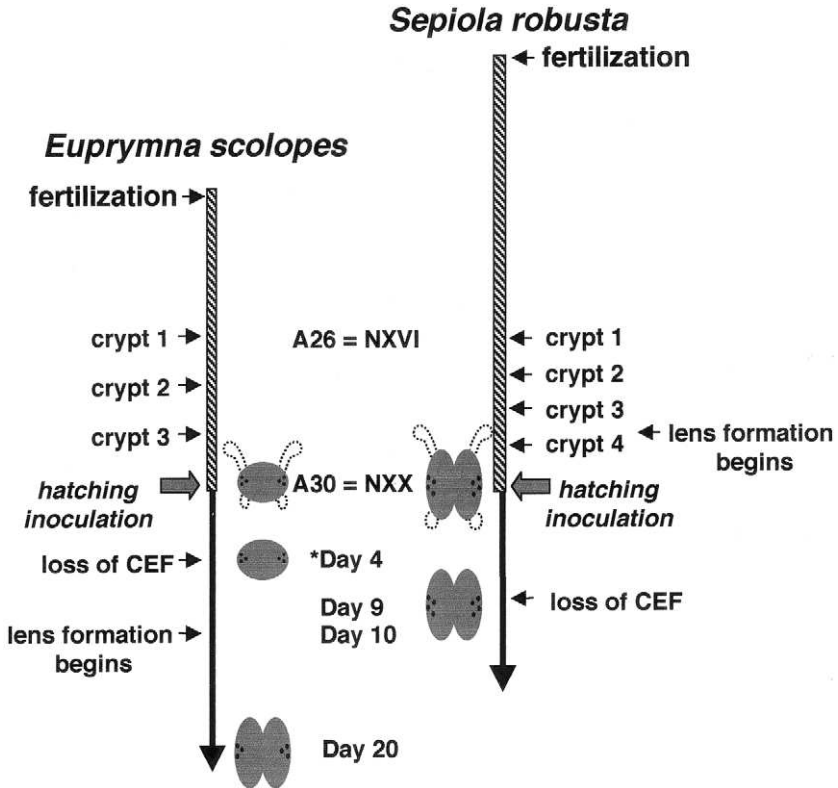 Sepiola robusta
fertilization
Euprymna scolopes
fertilization
crypt 1
A26 = NXVI
crypt 1
crypt 2
crypt 2
crypt 3
crypt 3
crypt 4
lens formation
begins
hatching
inoculation
A30 = NXX
hatching
inoculation
loss of CEF
*Day 4
Day 9
loss of CEF
lens formation
begins
Day 10
Day 20